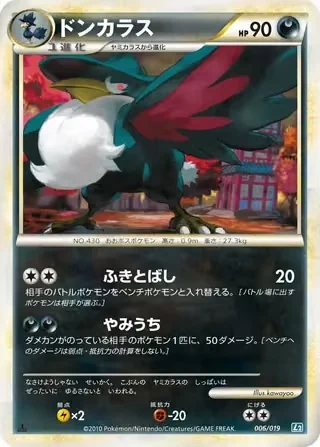 ドンカラス
HP 90
1進化
ヤミカラスから進化
NO.430 おおボスポケモン 高さ：0.9m 重さ：27.3kg
ふきとばし 20
相手のバトルポケモンをベンチポケモンと入れ替える。［バトル場に出す
ポケモンは相手が選ぶ。］
やみうち
ダメカンがのっている相手のポケモン1匹に、50ダメージ。［ベンチ
へのダメージは弱点・抵抗力の計算をしない。］
なさけようしゃない せいかく。 こぶんの ヤミカラスの しっぱいは
ぜったいに ゆるさないと いわれる。
Illus. kawayoo
弱点 抵抗力 にげる
×2 -20
©2010 Pokémon/Nintendo/Creatures/GAME FREAK.
L2 006/019